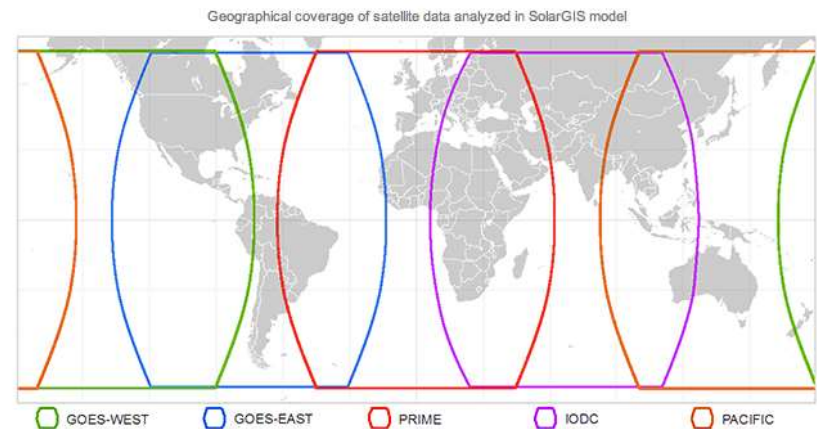 Geographical coverage of satellite data analyzed in SolarGIS model
GOES-WEST GOES-EAST PRIME IODC PACIFIC